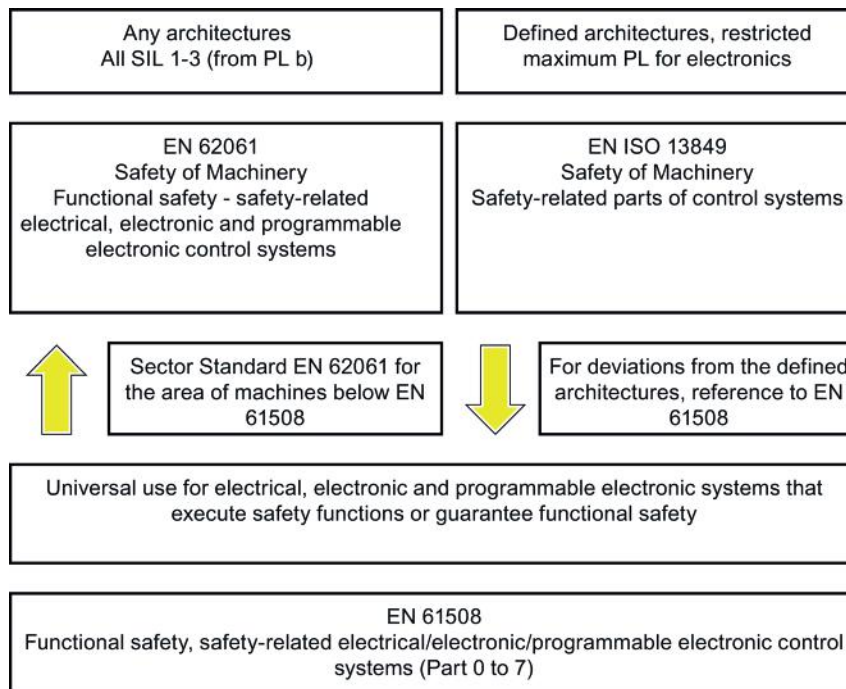 Any architectures
All SIL 1-3 (from PL b)
Defined architectures, restricted
maximum PL for electronics
EN 62061
Safety of Machinery
Functional safety - safety-related
electrical, electronic and programmable
electronic control systems
EN ISO 13849
Safety of Machinery
Safety-related parts of control systems
Sector Standard EN 62061 for
the area of machines below EN
61508
For deviations from the defined
architectures, reference to EN
61508
Universal use for electrical, electronic and programmable electronic systems that
execute safety functions or guarantee functional safety
EN 61508
Functional safety, safety-related electrical/electronic/programmable electronic control
systems (Part 0 to 7)